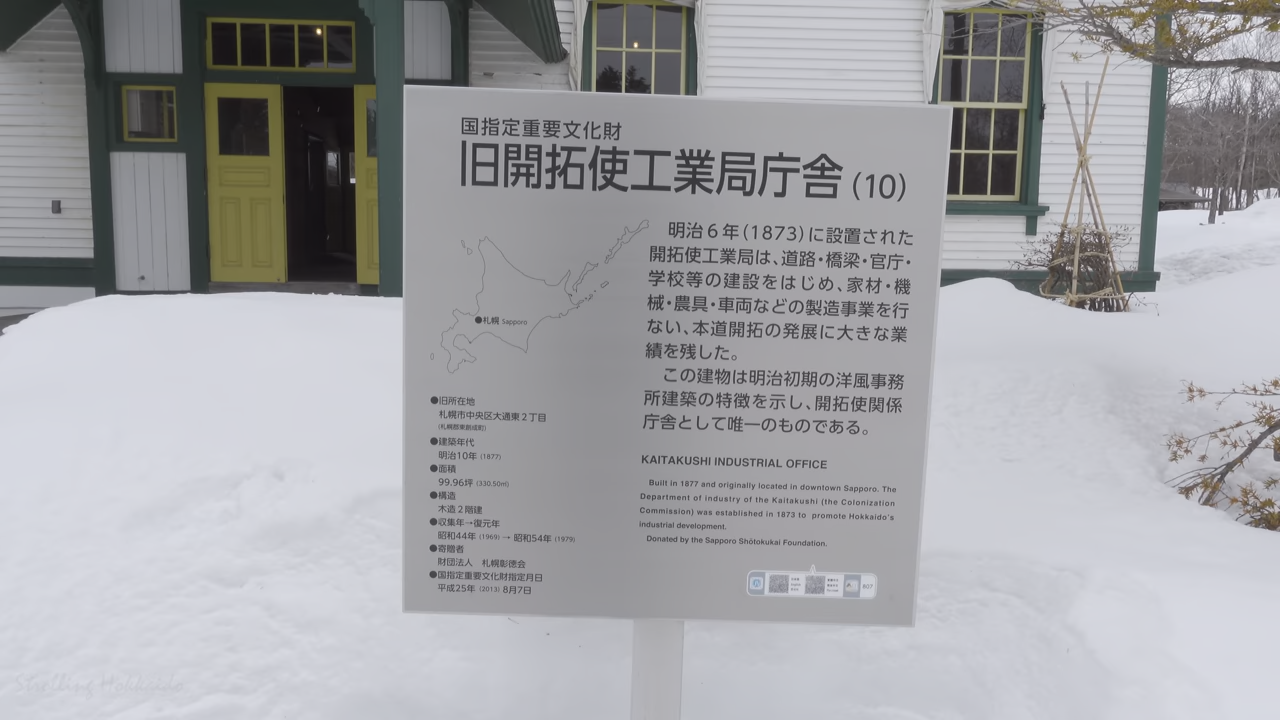 国指定重要文化財
旧開拓使工業局庁舎 (10)
明治6年(1873)に設置された
開拓使工業局は、道路・橋梁・官庁・
学校等の建設をはじめ、家材・機
械・農具・車両などの製造事業を行
ない、本道開拓の発展に大きな業
績を残した。
この建物は明治初期の洋風事務
所建築の特徴を示し、開拓使関係
庁舎として唯一のものである。
●札幌 Sapporo
●旧所在地
札幌市中央区大通東2丁目
(札幌郡東創成町)
●建築年代
明治10年 (1877)
●面積
99.96坪 (330.50㎡)
●構造
木造2階建
●収集年→復元年
昭和44年 (1969) → 昭和54年 (1979)
●寄贈者
財団法人 札幌彰徳会
●国指定重要文化財指定月日
平成25年 (2013) 8月7日
KAITAKUSHI INDUSTRIAL OFFICE
Built in 1877 and originally located in downtown Sapporo. The
Department of industry of the Kaitakushi (the Colonization
Commission) was established in 1873 to promote Hokkaido's
industrial development.
Donated by the Sapporo Shōtokukai Foundation.
807
Strolling Hokkaido